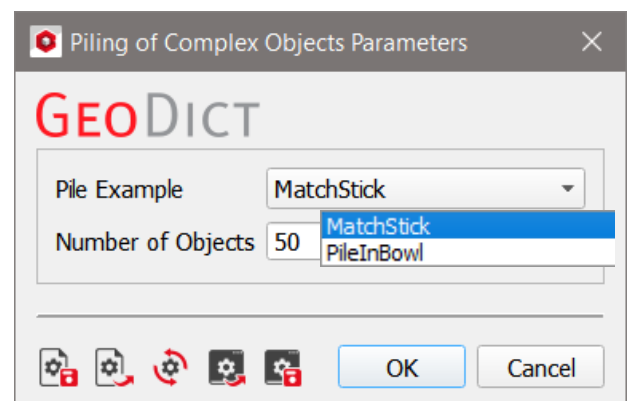 Piling of Complex Objects Parameters
GEODICT
Pile Example MatchStick
Number of Objects 50
MatchStick
PileInBowl
OK Cancel